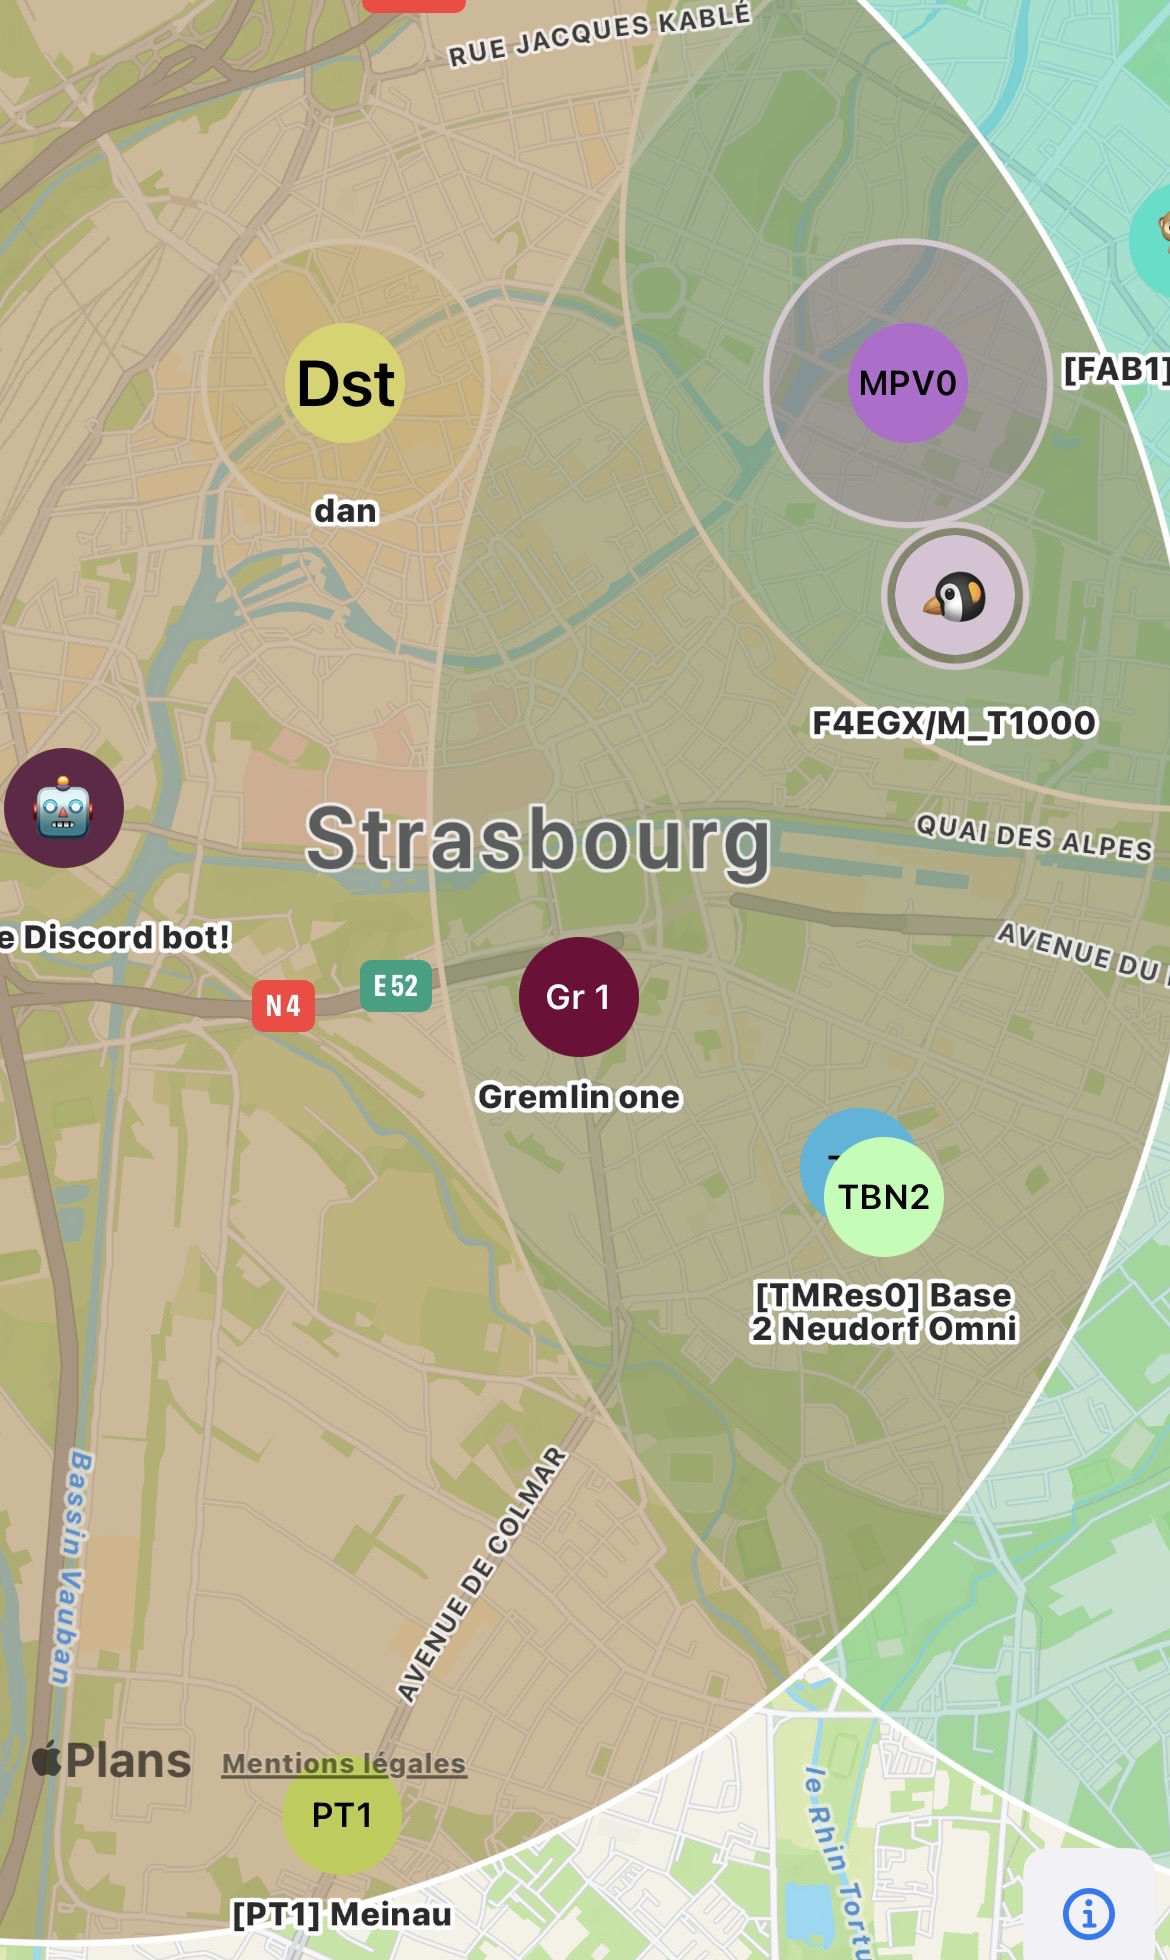 RUE JACQUES KABLÉ
Dst
MPV0
[FAB1]
dan
F4EGX/M_T1000
Strasbourg
QUAI DES ALPES
e Discord bot!
AVENUE DU
E 52
N 4
Gr 1
Gremlin one
TBN2
[TMRes0] Base
2 Neudorf Omni
AVENUE DE COLMAR
Bassin Vauban
Plans
Mentions légales
PT1
[PT1] Meinau
le Rhin Tortu